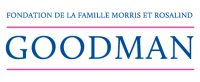 FONDATION DE LA FAMILLE MORRIS ET ROSALIND
GOODMAN